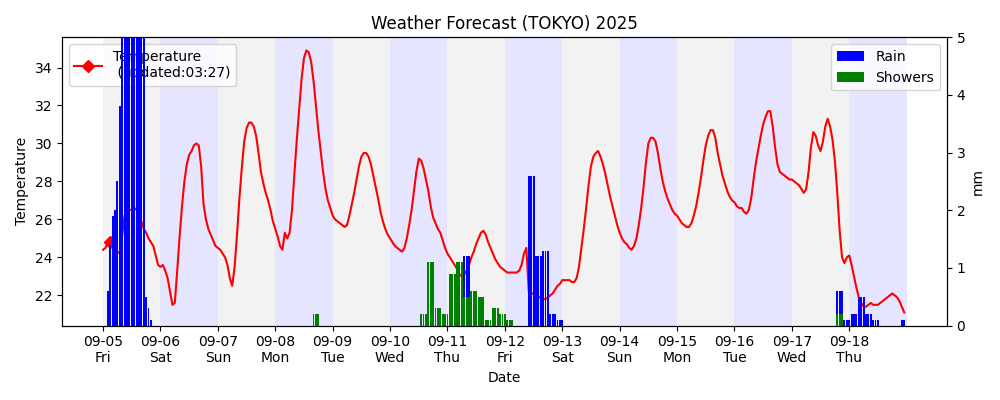 Weather Forecast (TOKYO) 2025
Temperature
(updated:03:27)
Rain
Showers
Temperature
34
32
30
28
26
24
22
5
4
3
2
1
0
mm
09-05 09-06 09-07 09-08 09-09 09-10 09-11 09-12 09-13 09-14 09-15 09-16 09-17 09-18
Fri Sat Sun Mon Tue Wed Thu Fri Sat Sun Mon Tue Wed Thu
Date